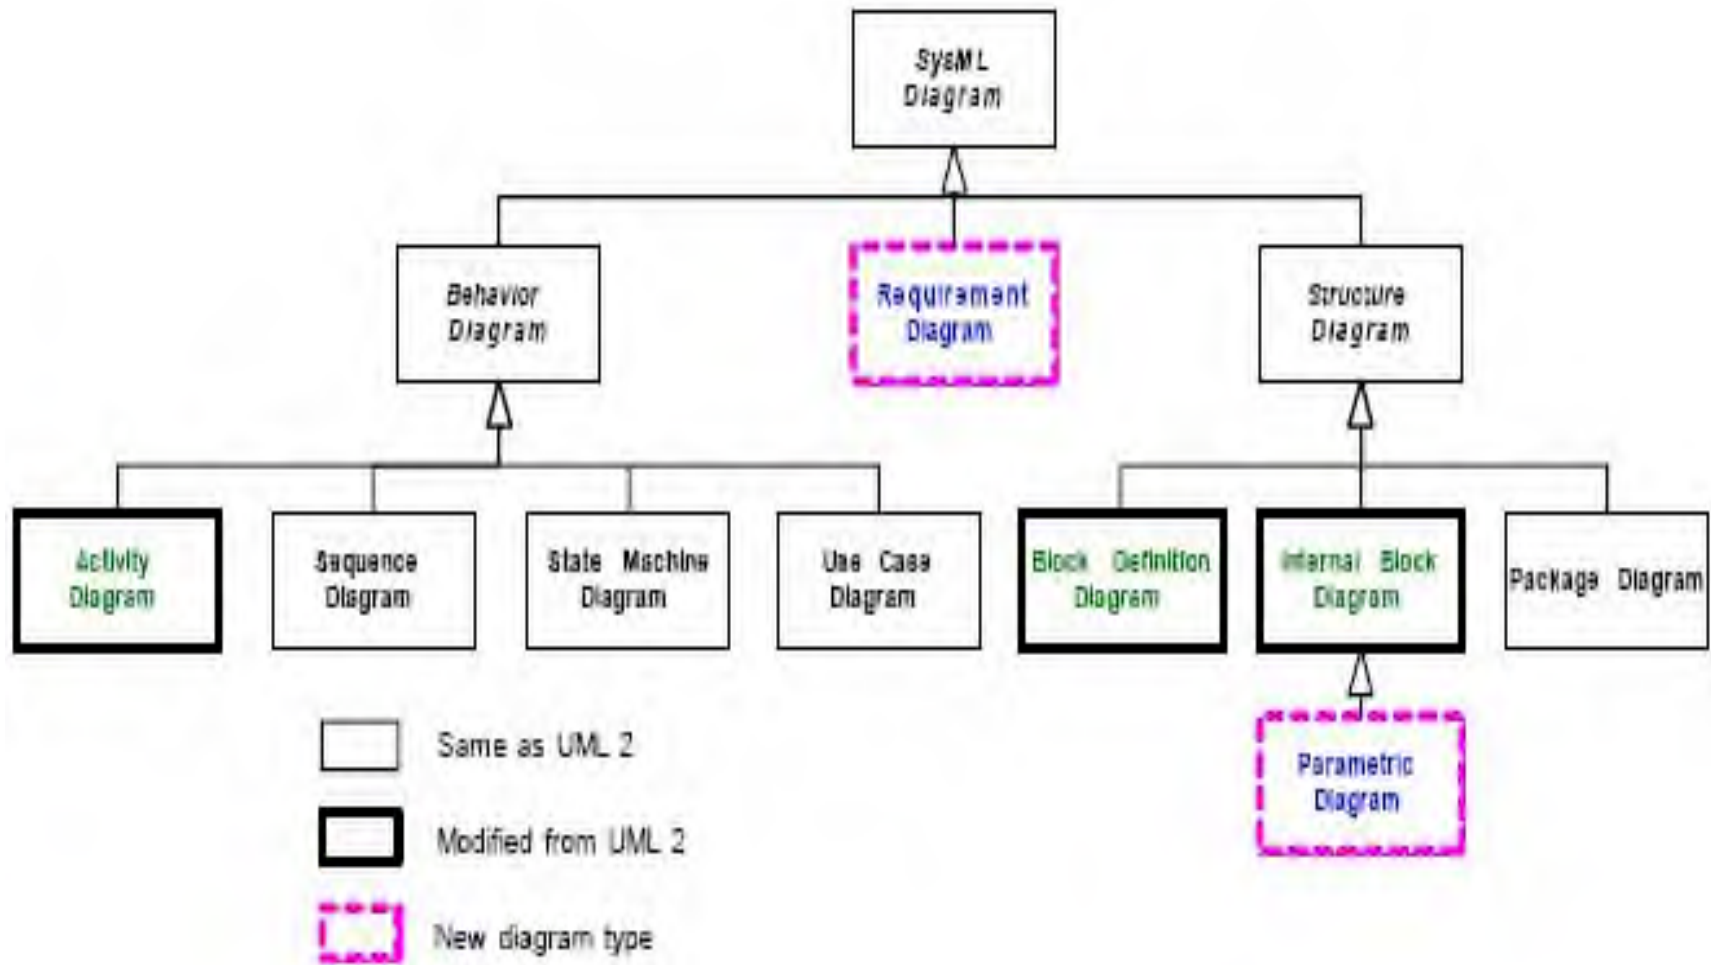 SysML
Diagram
Behavior
Diagram
Requirement
Diagram
Structure
Diagram
Activity
Diagram
Sequence
Diagram
State Machine
Diagram
Use Case
Diagram
Block Definition
Diagram
Internal Block
Diagram
Package Diagram
Parametric
Diagram
Same as UML 2
Modified from UML 2
New diagram type